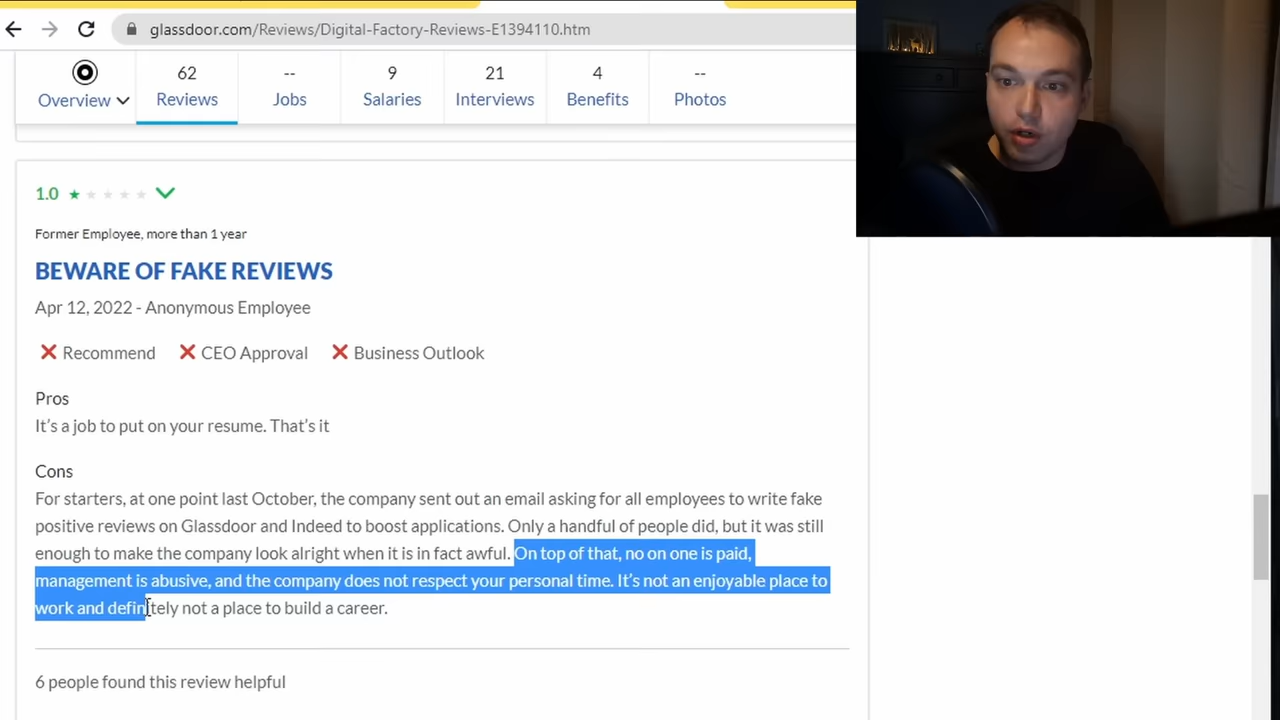 glassdoor.com/Reviews/Digital-Factory-Reviews-E1394110.htm
62 -- 9 21 4 --
Overview Reviews Jobs Salaries Interviews Benefits Photos
1.0
Former Employee, more than 1 year
BEWARE OF FAKE REVIEWS
Apr 12, 2022 - Anonymous Employee
Recommend CEO Approval Business Outlook
Pros
It's a job to put on your resume. That's it
Cons
For starters, at one point last October, the company sent out an email asking for all employees to write fake
positive reviews on Glassdoor and Indeed to boost applications. Only a handful of people did, but it was still
enough to make the company look alright when it is in fact awful. On top of that, no on one is paid,
management is abusive, and the company does not respect your personal time. It's not an enjoyable place to
work and definitely not a place to build a career.
6 people found this review helpful